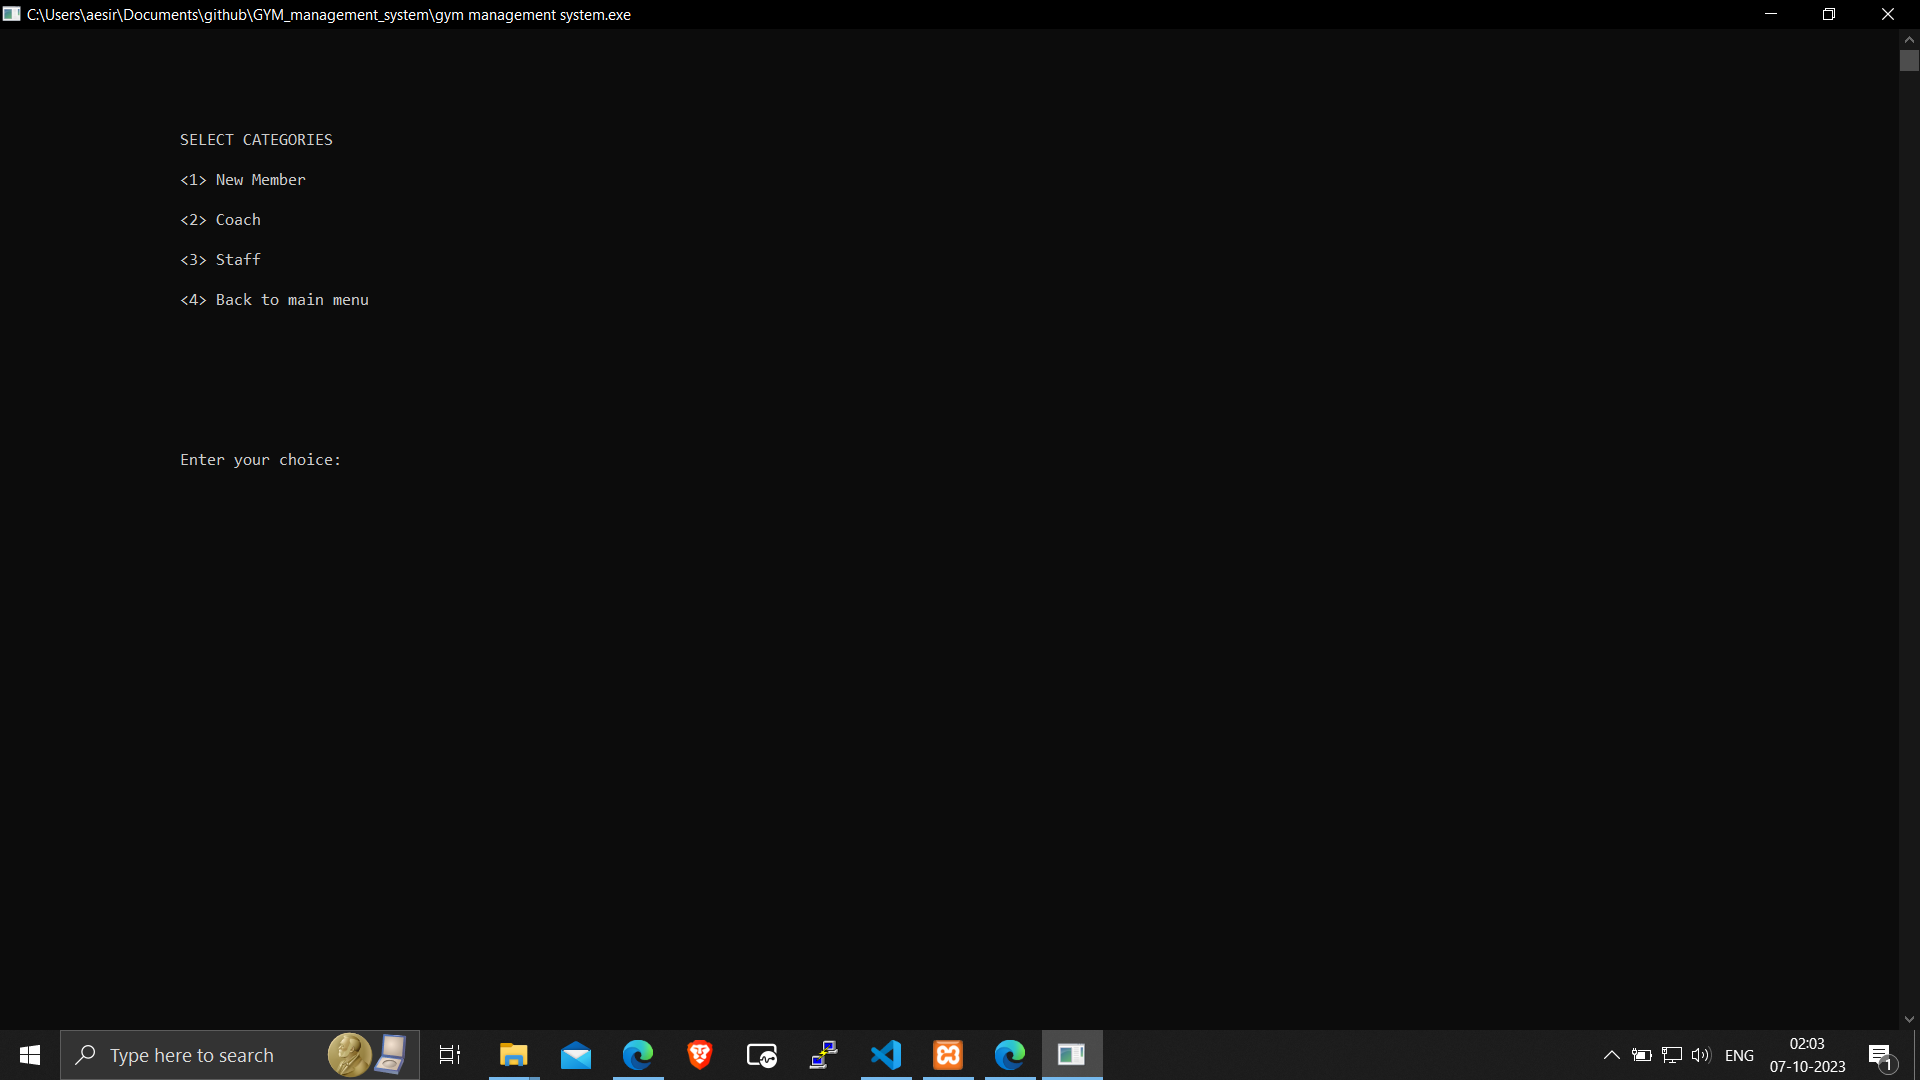 C:\Users\aesir\Documents\github\GYM_management_system\gym management system.exe
SELECT CATEGORIES
<1> New Member
<2> Coach
<3> Staff
<4> Back to main menu
Enter your choice:
Type here to search
ENG
02:03
07-10-2023
1